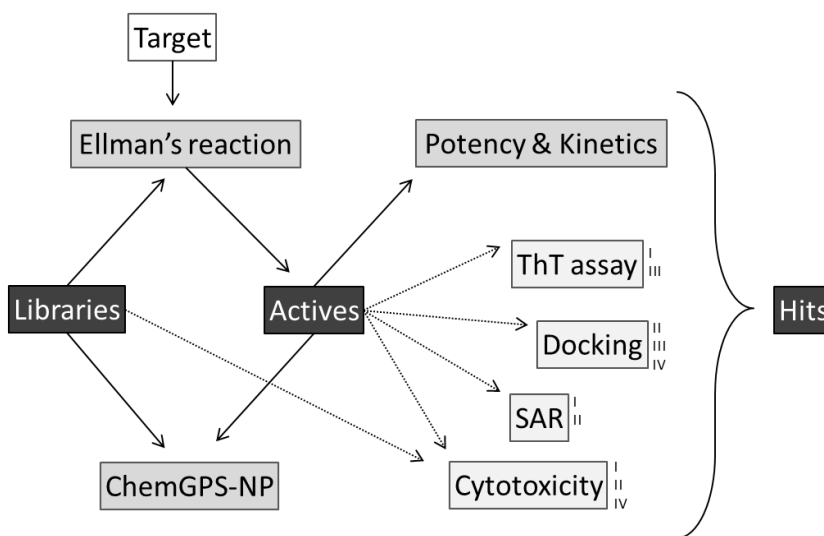 Target
Ellman's reaction
Potency & Kinetics
ThT assay
I
III
Libraries
Actives
Hits
Docking
II
III
IV
SAR
I
II
ChemGPS-NP
Cytotoxicity
I
II
IV